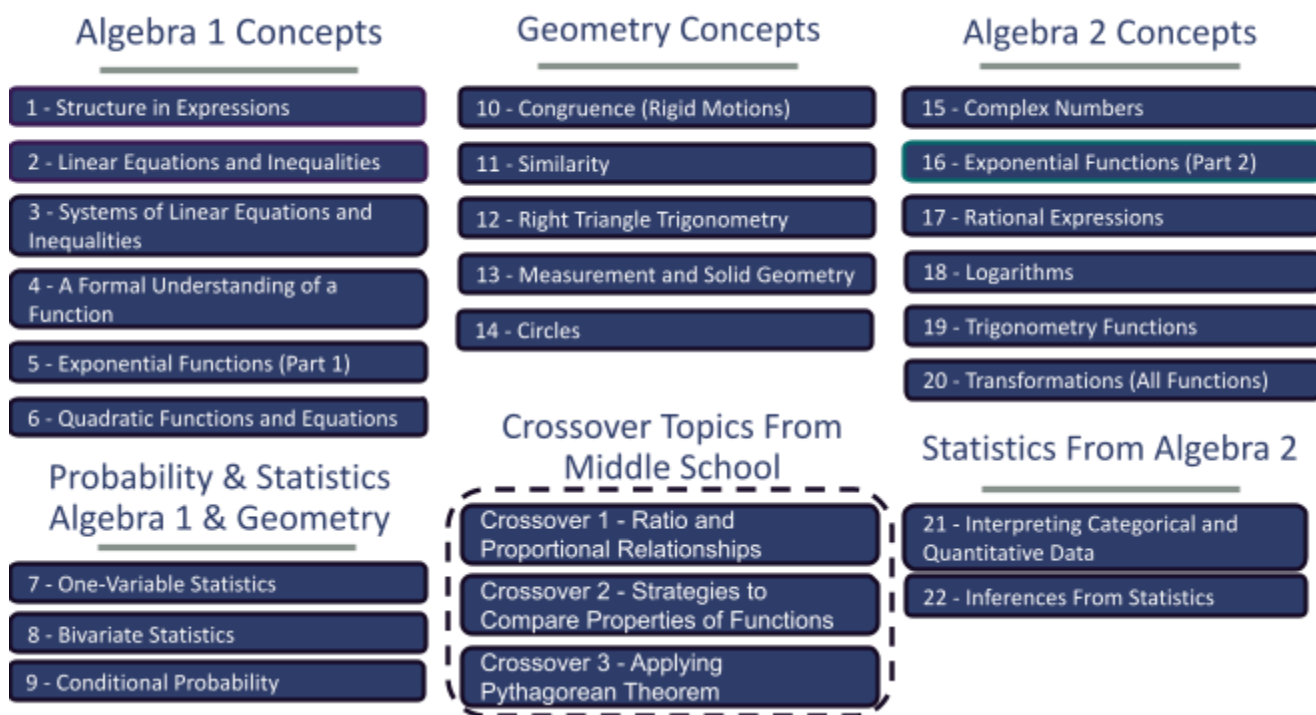 Algebra 1 Concepts
1 - Structure in Expressions
2 - Linear Equations and Inequalities
3 - Systems of Linear Equations and
Inequalities
4 - A Formal Understanding of a
Function
5 - Exponential Functions (Part 1)
6 - Quadratic Functions and Equations
Probability & Statistics
Algebra 1 & Geometry
7 - One-Variable Statistics
8 - Bivariate Statistics
9 - Conditional Probability
Geometry Concepts
10 - Congruence (Rigid Motions)
11 - Similarity
12 - Right Triangle Trigonometry
13 - Measurement and Solid Geometry
14 - Circles
Crossover Topics From
Middle School
Crossover 1 - Ratio and
Proportional Relationships
Crossover 2 - Strategies to
Compare Properties of Functions
Crossover 3 - Applying
Pythagorean Theorem
Algebra 2 Concepts
15 - Complex Numbers
16 - Exponential Functions (Part 2)
17 - Rational Expressions
18 - Logarithms
19 - Trigonometry Functions
20 - Transformations (All Functions)
Statistics From Algebra 2
21 - Interpreting Categorical and
Quantitative Data
22 - Inferences From Statistics